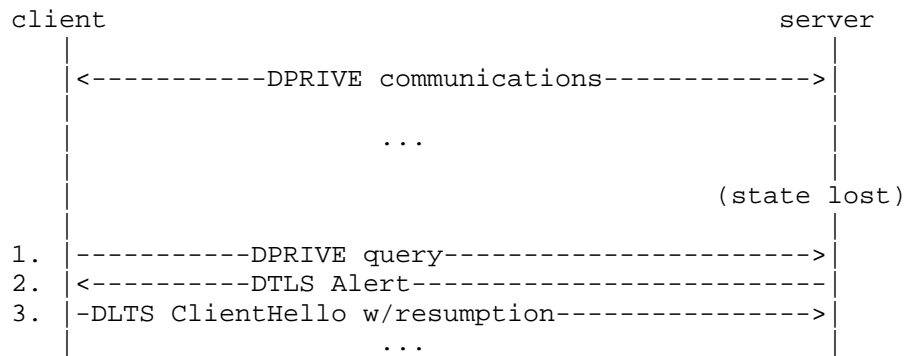 client server
<-----------DPRIVE communications------------->
...
(state lost)
1. |-----------DPRIVE query----------------------->|
2. |<----------DTLS Alert--------------------------|
3. |-DLTS ClientHello w/resumption---------------->|
...